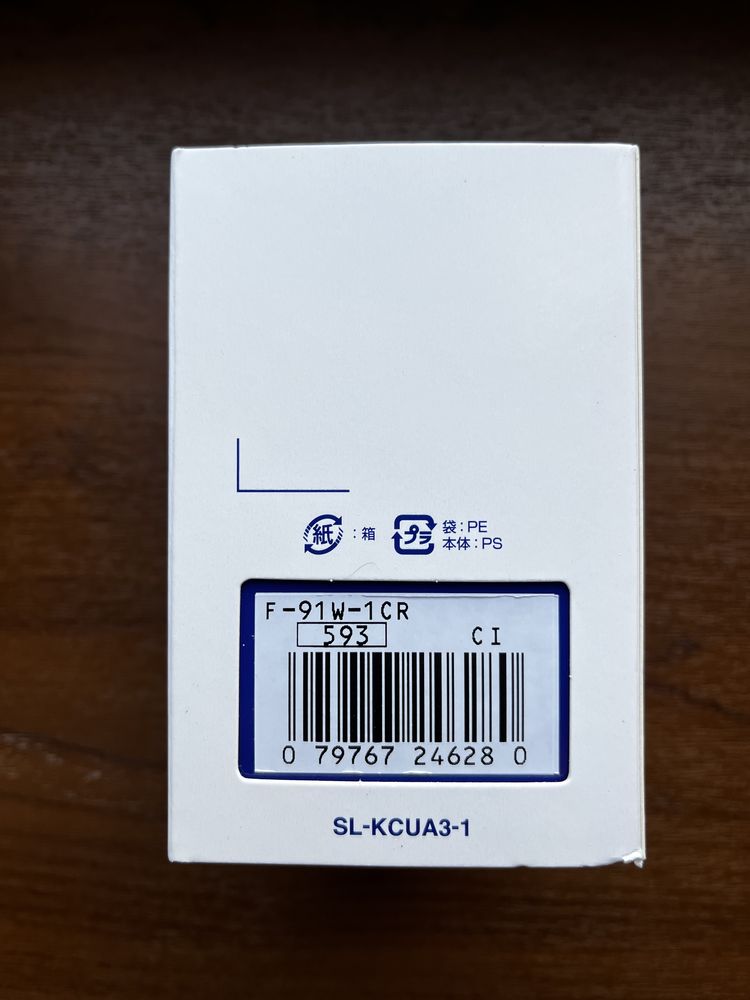 紙 : 箱
プラ 袋 : PE
本体 : PS
F-91W-1CR
593 CI
0 79767 24628 0
SL-KCUA3-1